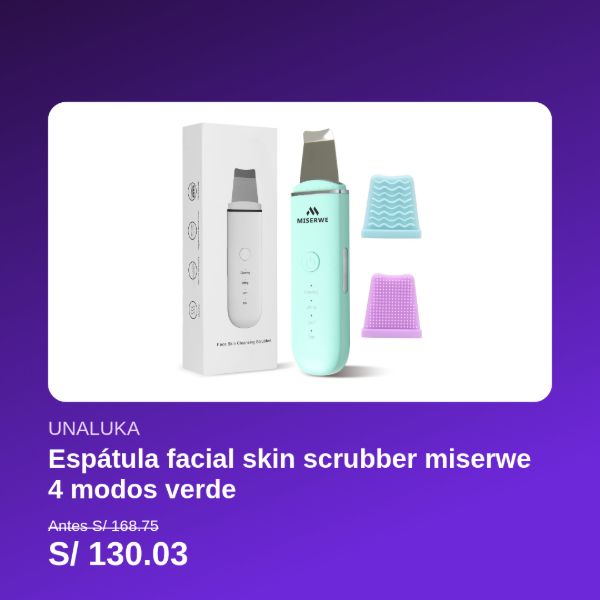 MISERWE
Face Skin Cleansing Scrubber
UNALUKA
Espátula facial skin scrubber miserwe
4 modos verde
Antes S/ 168.75
S/ 130.03